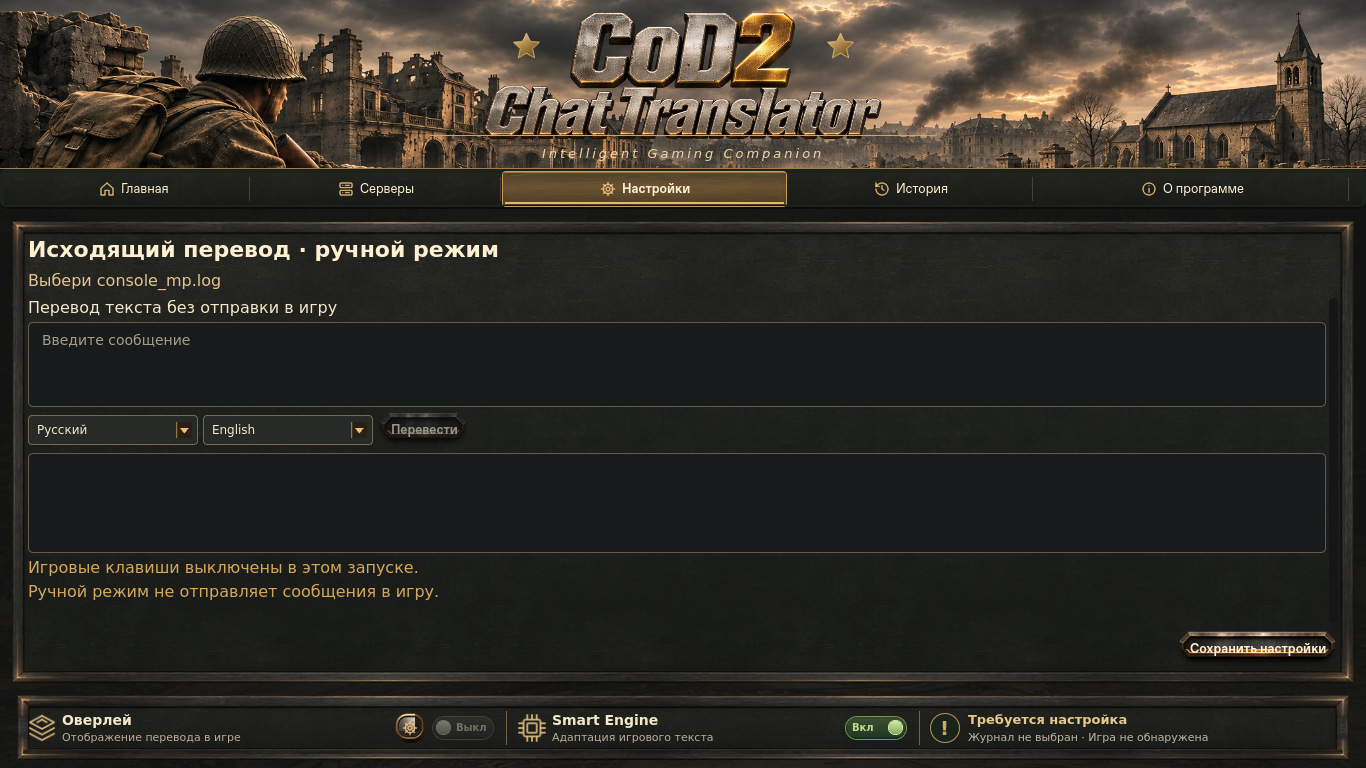 CoD2
Chat Translator
Intelligent Gaming Companion
Главная
Серверы
Настройки
История
О программе
Исходящий перевод · ручной режим
Выбери console_mp.log
Перевод текста без отправки в игру
Введите сообщение
Русский
English
Перевести
Игровые клавиши выключены в этом запуске.
Ручной режим не отправляет сообщения в игру.
Сохранить настройки
Оверлей
Отображение перевода в игре
Выкл
Smart Engine
Адаптация игрового текста
Вкл
Требуется настройка
Журнал не выбран · Игра не обнаружена